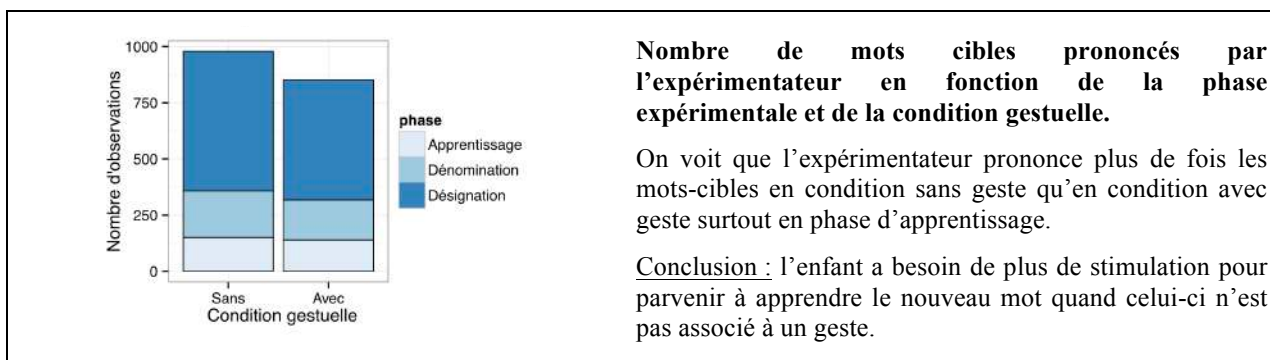 1000
750
500
250
0
Nombre d'observations
Sans
Avec
Condition gestuelle
phase
Apprentissage
Dénomination
Désignation
Nombre de mots cibles prononcés par
l’expérimentateur en fonction de la phase
expérimentale et de la condition gestuelle.
On voit que l’expérimentateur prononce plus de fois les
mots-cibles en condition sans geste qu’en condition avec
geste surtout en phase d’apprentissage.
Conclusion : l’enfant a besoin de plus de stimulation pour
parvenir à apprendre le nouveau mot quand celui-ci n’est
pas associé à un geste.